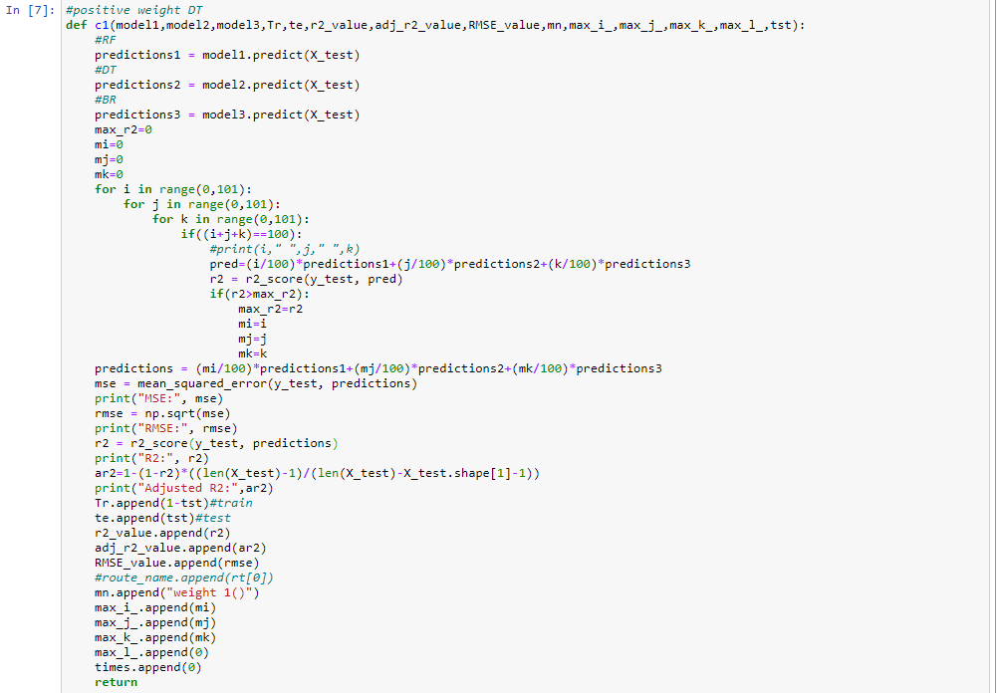 In [7]: #positive weight DT
def c1(model1,model2,model3,Tr,te,r2_value,adj_r2_value,RMSE_value,mn,max_i_,max_j_,max_k_,max_l_,tst):
    #RF
    predictions1 = model1.predict(X_test)
    #DT
    predictions2 = model2.predict(X_test)
    #BR
    predictions3 = model3.predict(X_test)
    max_r2=0
    mi=0
    mj=0
    mk=0
    for i in range(0,101):
        for j in range(0,101):
            for k in range(0,101):
                if((i+j+k)==100):
                    #print(i," ",j," ",k)
                    pred=(i/100)*predictions1+(j/100)*predictions2+(k/100)*predictions3
                    r2 = r2_score(y_test, pred)
                    if(r2>max_r2):
                        max_r2=r2
                        mi=i
                        mj=j
                        mk=k
    predictions = (mi/100)*predictions1+(mj/100)*predictions2+(mk/100)*predictions3
    mse = mean_squared_error(y_test, predictions)
    print("MSE:", mse)
    rmse = np.sqrt(mse)
    print("RMSE:", rmse)
    r2 = r2_score(y_test, predictions)
    print("R2:", r2)
    ar2=1-(1-r2)*((len(X_test)-1)/(len(X_test)-X_test.shape[1]-1))
    print("Adjusted R2:",ar2)
    Tr.append(1-tst)#train
    te.append(tst)#test
    r2_value.append(r2)
    adj_r2_value.append(ar2)
    RMSE_value.append(rmse)
    #route_name.append(rt[0])
    mn.append("weight 1()")
    max_i_.append(mi)
    max_j_.append(mj)
    max_k_.append(mk)
    max_l_.append(0)
    times.append(0)
    return